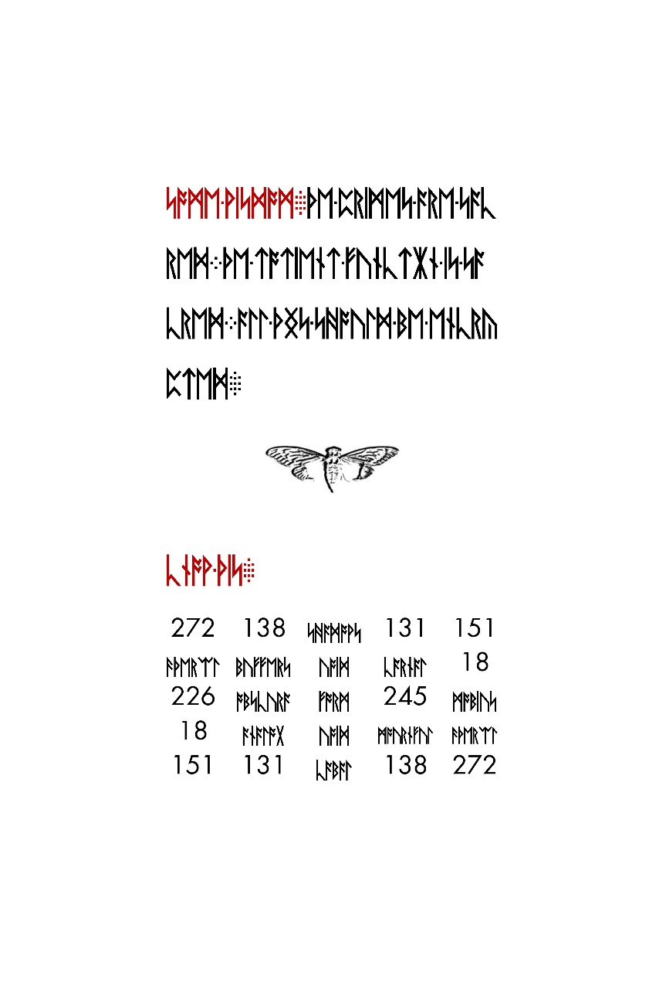 ᛋᚩᛗᛖ·ᚹᛁᛋᛞᚩᛗ⁘ᚦᛖ·ᛈᚱᛁᛗᛖᛋ·ᚪᚱᛖ·ᛋᚪᚳ
ᚱᛖᛞ⁘ᚦᛖ·ᛏᚩᛏᛁᛖᚾᛏ·ᚠᚢᚾᚳᛏᛡᚾ·ᛁᛋ·ᛋᚪ
ᚳᚱᛖᛞ⁘ᚪᛚᛚ·ᚦᛝᛋ·ᛋᚻᚩᚢᛚᛞ·ᛒᛖ·ᛖᚾᚳᚱᚣ
ᛈᛏᛖᛞ⁘
ᚳᚾᚩᚹ·ᚦᛁᛋ⁘
272 138 ᛋᚻᚪᛞᚩᚹᛋ 131 151
ᚫᚦᛖᚱᛠᛚ ᛒᚢᚠᚠᛖᚱᛋ ᚢᚩᛁᛞ ᚳᚪᚱᚾᚪᛚ 18
226 ᚩᛒᛋᚳᚢᚱᚪ ᚠᚩᚱᛗ 245 ᛗᚩᛒᛁᚢᛋ
18 ᚪᚾᚪᛚᚩᚷ ᚢᚩᛁᛞ ᛗᚩᚢᚱᚾᚠᚢᛚ ᚫᚦᛖᚱᛠᛚ
151 131 ᚳᚪᛒᚪᛚ 138 272